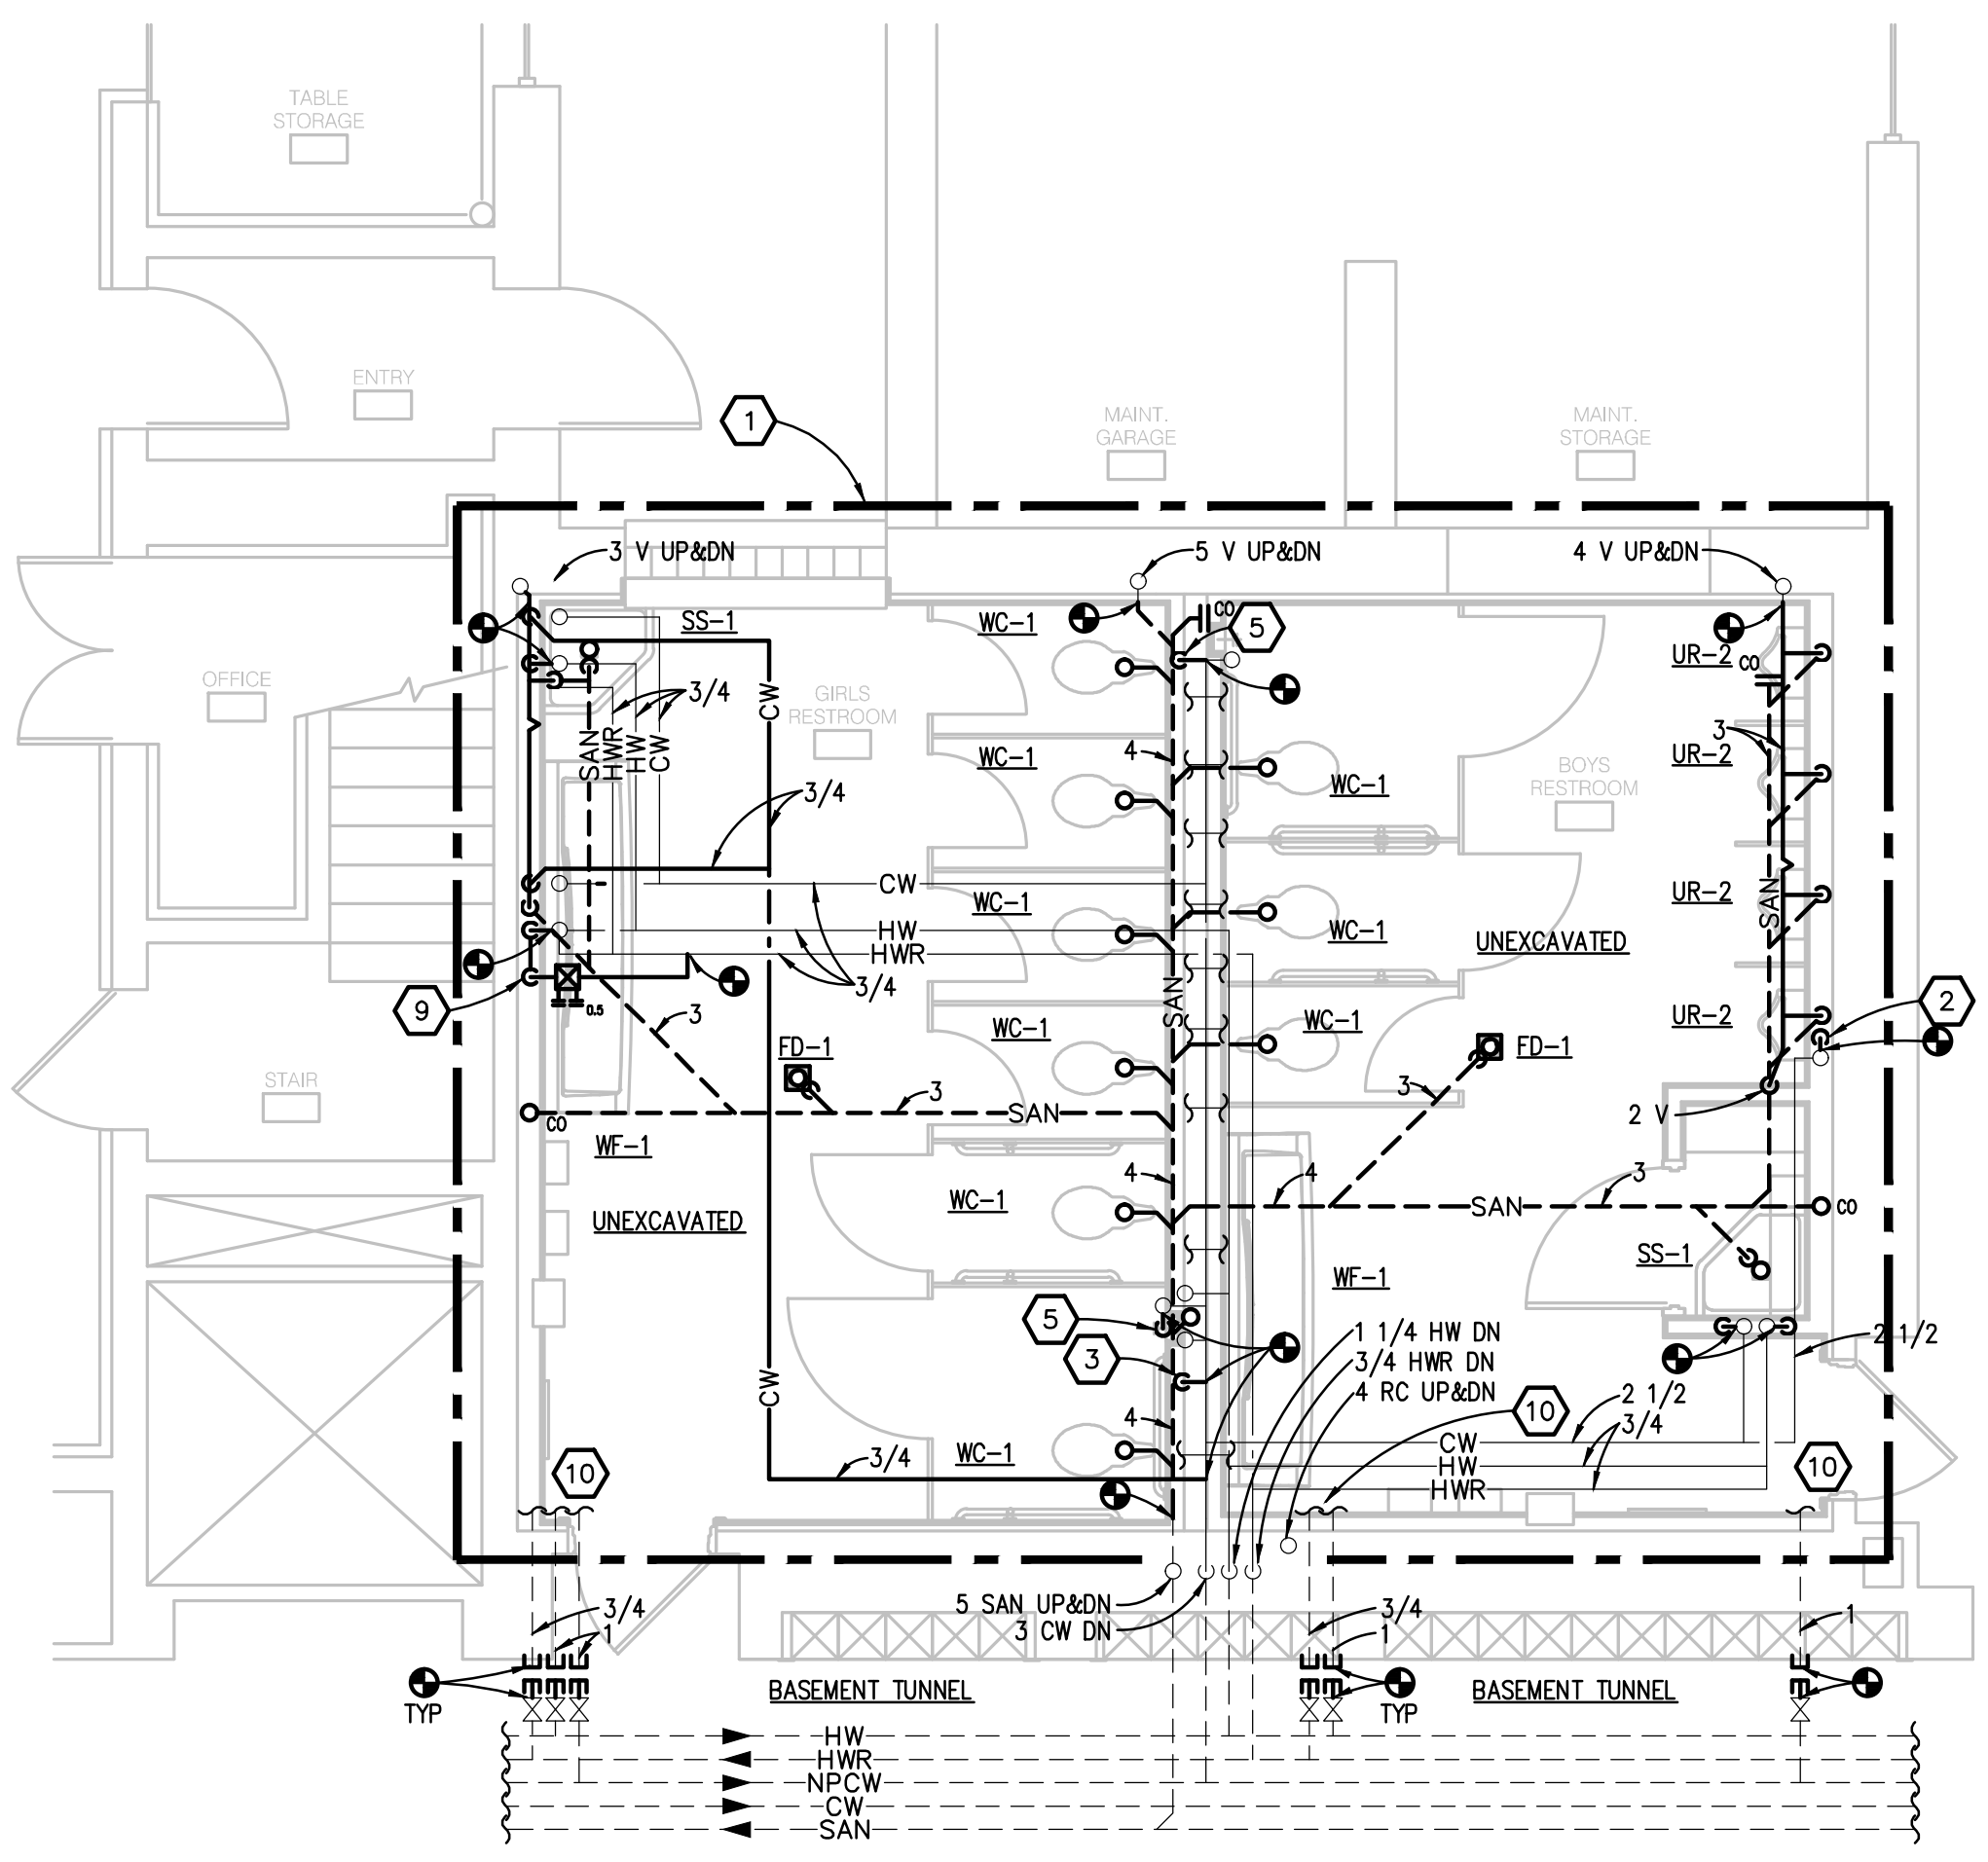 TABLE
STORAGE
ENTRY
MAINT.
GARAGE
MAINT.
STORAGE
1
3 V UP&DN
5 V UP&DN
4 V UP&DN
SS-1
WC-1
CO
5
UR-2
CO
OFFICE
3/4
CW
GIRLS
RESTROOM
SAN
HWR
HW
CW
WC-1
4
WC-1
BOYS
RESTROOM
3
UR-2
3/4
CW
WC-1
WC-1
UR-2
SAN
HW
HWR
UNEXCAVATED
3/4
SAN
9
0.5
3
WC-1
WC-1
UR-2
2
FD-1
FD-1
STAIR
3
SAN
3
2 V
CO
WF-1
4
4
SAN
3
CO
WC-1
UNEXCAVATED
SS-1
WF-1
5
3
1 1/4 HW DN
3/4 HWR DN
4 RC UP&DN
2 1/2
CW
4
10
2 1/2
3/4
CW
HW
HWR
WC-1
3/4
10
10
5 SAN UP&DN
3 CW DN
3/4
1
3/4
1
1
TYP
BASEMENT TUNNEL
TYP
BASEMENT TUNNEL
HW
HWR
NPCW
CW
SAN